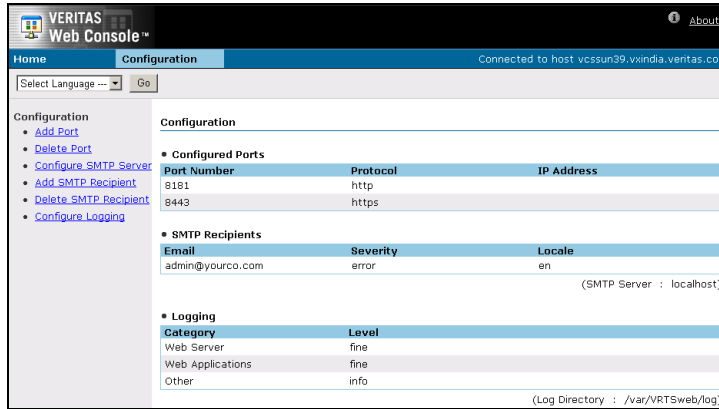 VERITAS
Web Console™
About
Home Configuration Connected to host vcssun39.vxindia.veritas.co
Select Language --- Go
Configuration
Add Port
Delete Port
Configure SMTP Server
Add SMTP Recipient
Delete SMTP Recipient
Configure Logging
Configuration
Configured Ports
Port Number Protocol IP Address
8181 http
8443 https
SMTP Recipients
Email Severity Locale
admin@yourco.com error en
(SMTP Server : localhost)
Logging
Category Level
Web Server fine
Web Applications fine
Other info
(Log Directory : /var/VRTSweb/log)